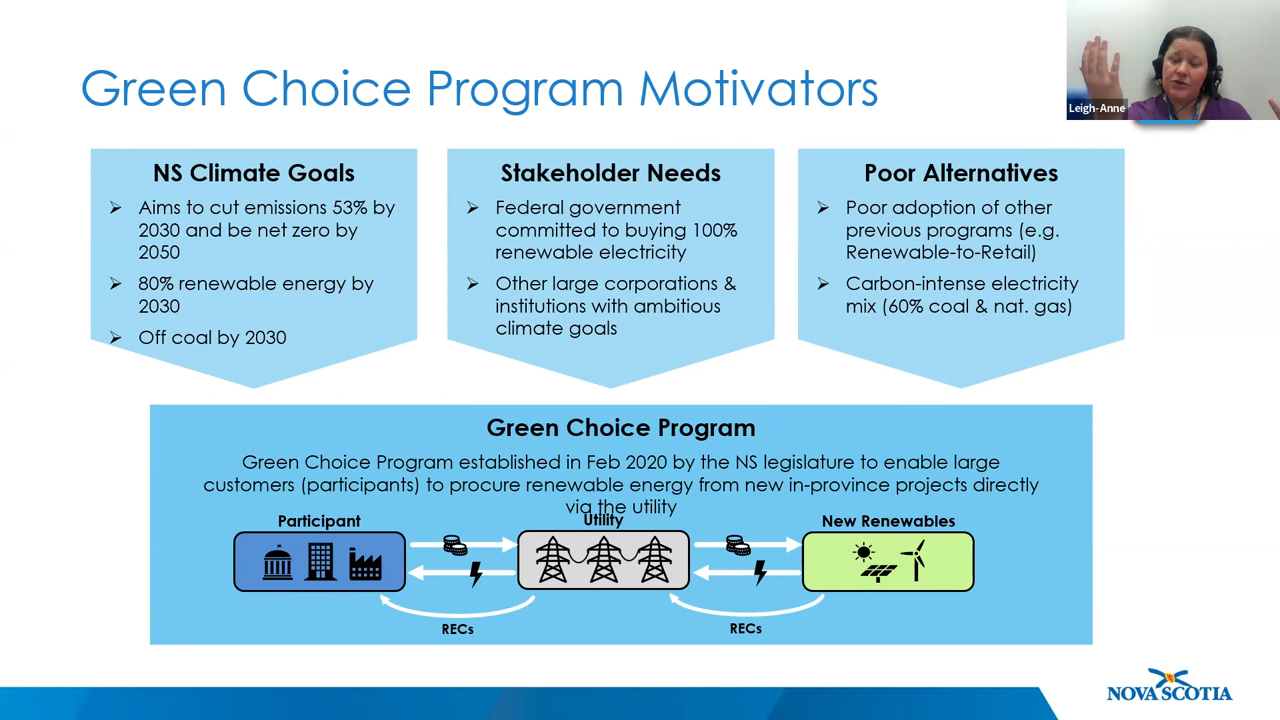 Green Choice Program Motivators
Leigh-Anne
NS Climate Goals
➢ Aims to cut emissions 53% by
2030 and be net zero by
2050
➢ 80% renewable energy by
2030
➢ Off coal by 2030
Stakeholder Needs
➢ Federal government
committed to buying 100%
renewable electricity
➢ Other large corporations &
institutions with ambitious
climate goals
Poor Alternatives
➢ Poor adoption of other
previous programs (e.g.
Renewable-to-Retail)
➢ Carbon-intense electricity
mix (60% coal & nat. gas)
Green Choice Program
Green Choice Program established in Feb 2020 by the NS legislature to enable large
customers (participants) to procure renewable energy from new in-province projects directly
via the utility
Participant
Utility
New Renewables
RECs
RECs
NOVA SCOTIA